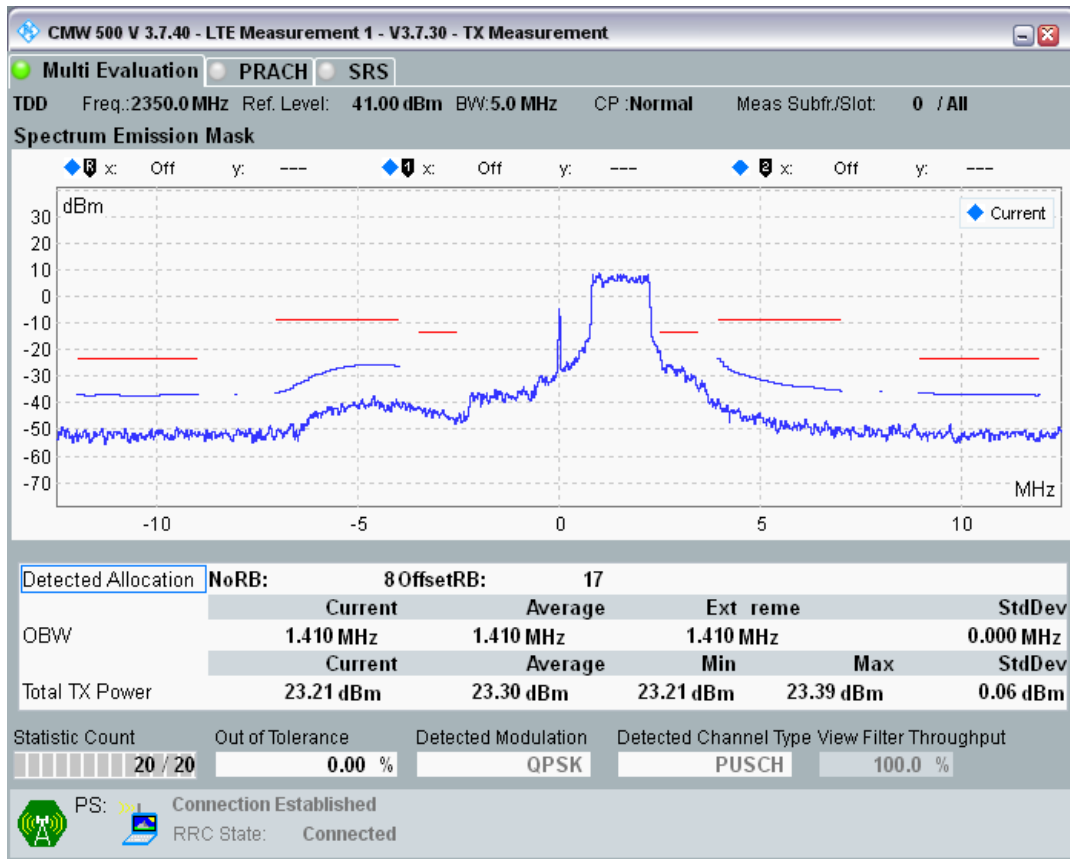 CMW 500 V 3.7.40 - LTE Measurement 1 - V3.7.30 - TX Measurement
Multi Evaluation PRACH SRS
TDD Freq.:2350.0 MHz Ref. Level: 41.00 dBm BW:5.0 MHz CP :Normal Meas Subfr./Slot: 0 / All
Spectrum Emission Mask
R x: Off y: --- 1 x: Off y: --- 2 x: Off y: ---
dBm
Current
30
20
10
0
-10
-20
-30
-40
-50
-60
-70
MHz
-10 -5 0 5 10
Detected Allocation NoRB: 8 OffsetRB: 17
Current Average Ext reme StdDev
OBW 1.410 MHz 1.410 MHz 1.410 MHz 0.000 MHz
Current Average Min Max StdDev
Total TX Power 23.21 dBm 23.30 dBm 23.21 dBm 23.39 dBm 0.06 dBm
Statistic Count Out of Tolerance Detected Modulation Detected Channel Type View Filter Throughput
20 / 20 0.00 % QPSK PUSCH 100.0 %
PS: Connection Established
RRC State: Connected